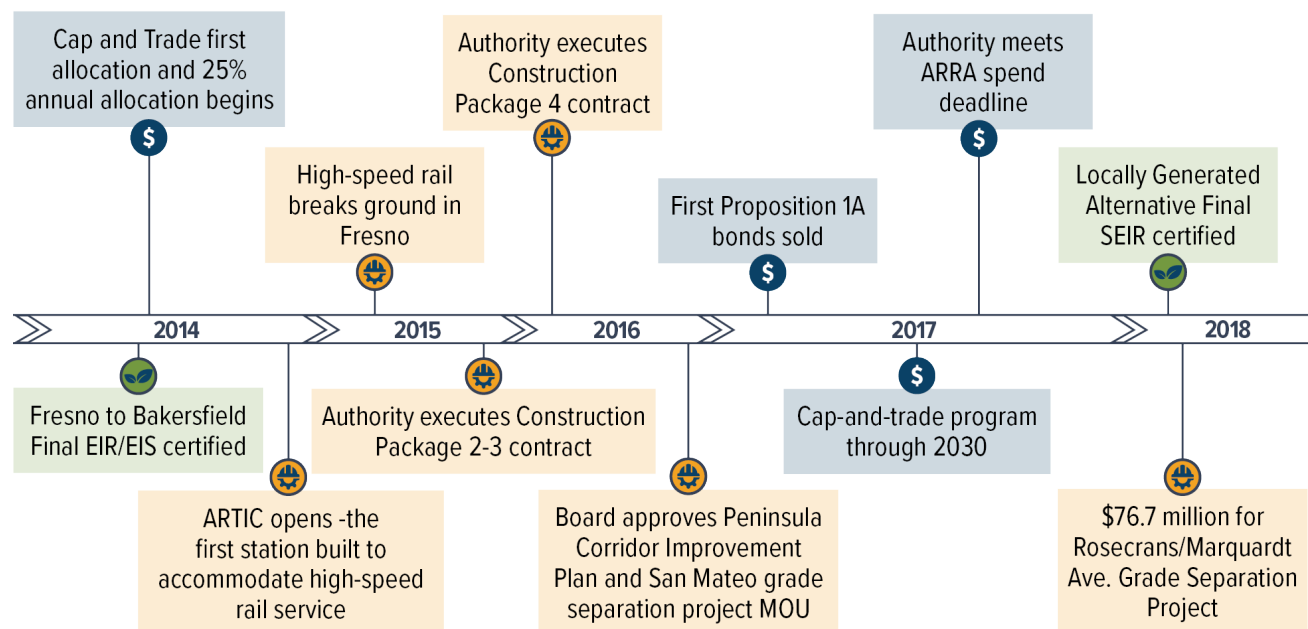 Cap and Trade first
allocation and 25%
annual allocation begins
$
High-speed rail
breaks ground in
Fresno
Authority executes
Construction
Package 4 contract
First Proposition 1A
bonds sold
$
Authority meets
ARRA spend
deadline
$
Locally Generated
Alternative Final
SEIR certified
2014
2015
2016
2017
2018
Fresno to Bakersfield
Final EIR/EIS certified
ARTIC opens -the
first station built to
accommodate high-speed
rail service
Authority executes Construction
Package 2-3 contract
Board approves Peninsula
Corridor Improvement
Plan and San Mateo grade
separation project MOU
$
Cap-and-trade program
through 2030
$76.7 million for
Rosecrans/Marquardt
Ave. Grade Separation
Project